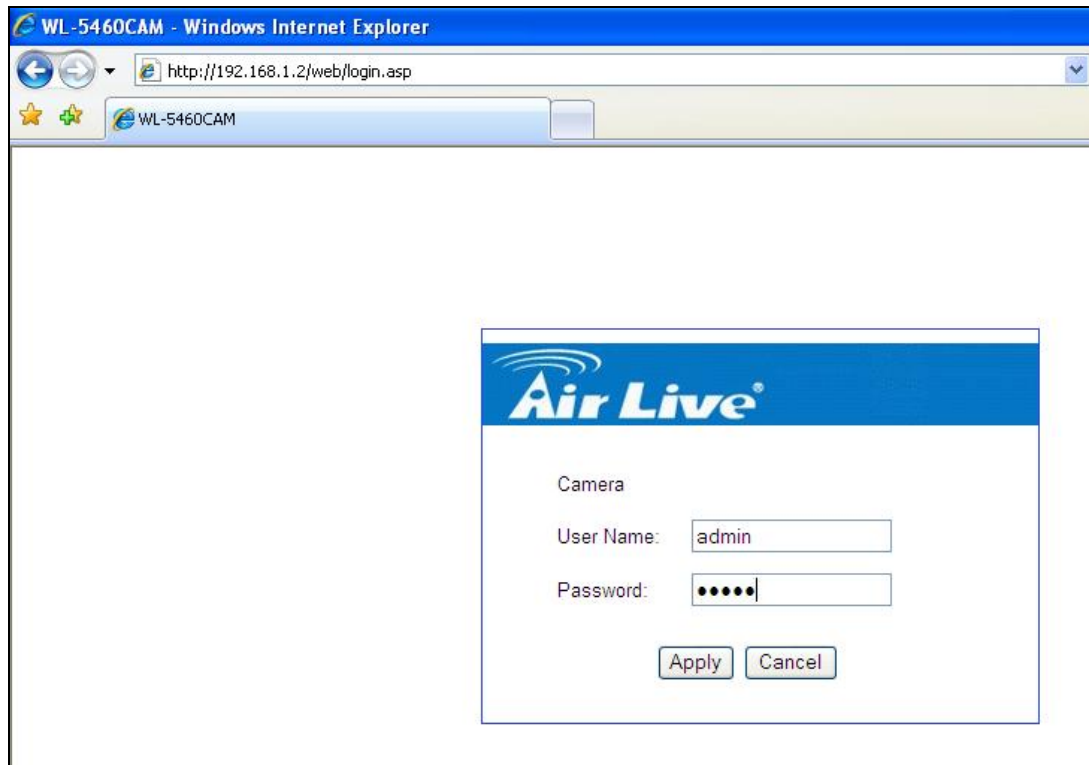 WL-5460CAM - Windows Internet Explorer
http://192.168.1.2/web/login.asp
WL-5460CAM
Air Live®
Camera
User Name: admin
Password: •••••
Apply Cancel